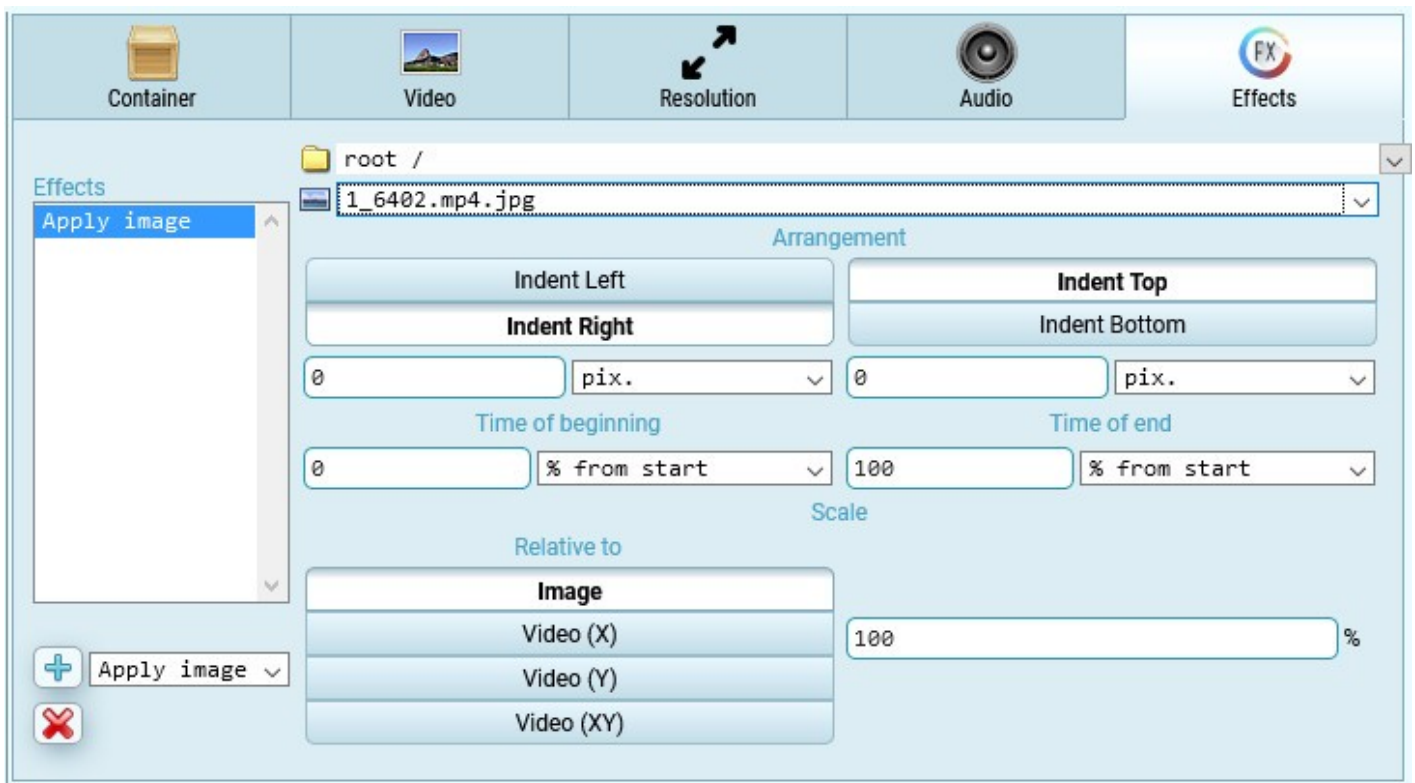 Container Video Resolution Audio FX Effects
root /
Effects
1_6402.mp4.jpg
Apply image
Arrangement
Indent Left Indent Top
Indent Right Indent Bottom
0 pix. 0 pix.
Time of beginning Time of end
0 % from start 100 % from start
Scale
Relative to
Image
Video (X)
100 %
Apply image
Video (Y)
Video (XY)